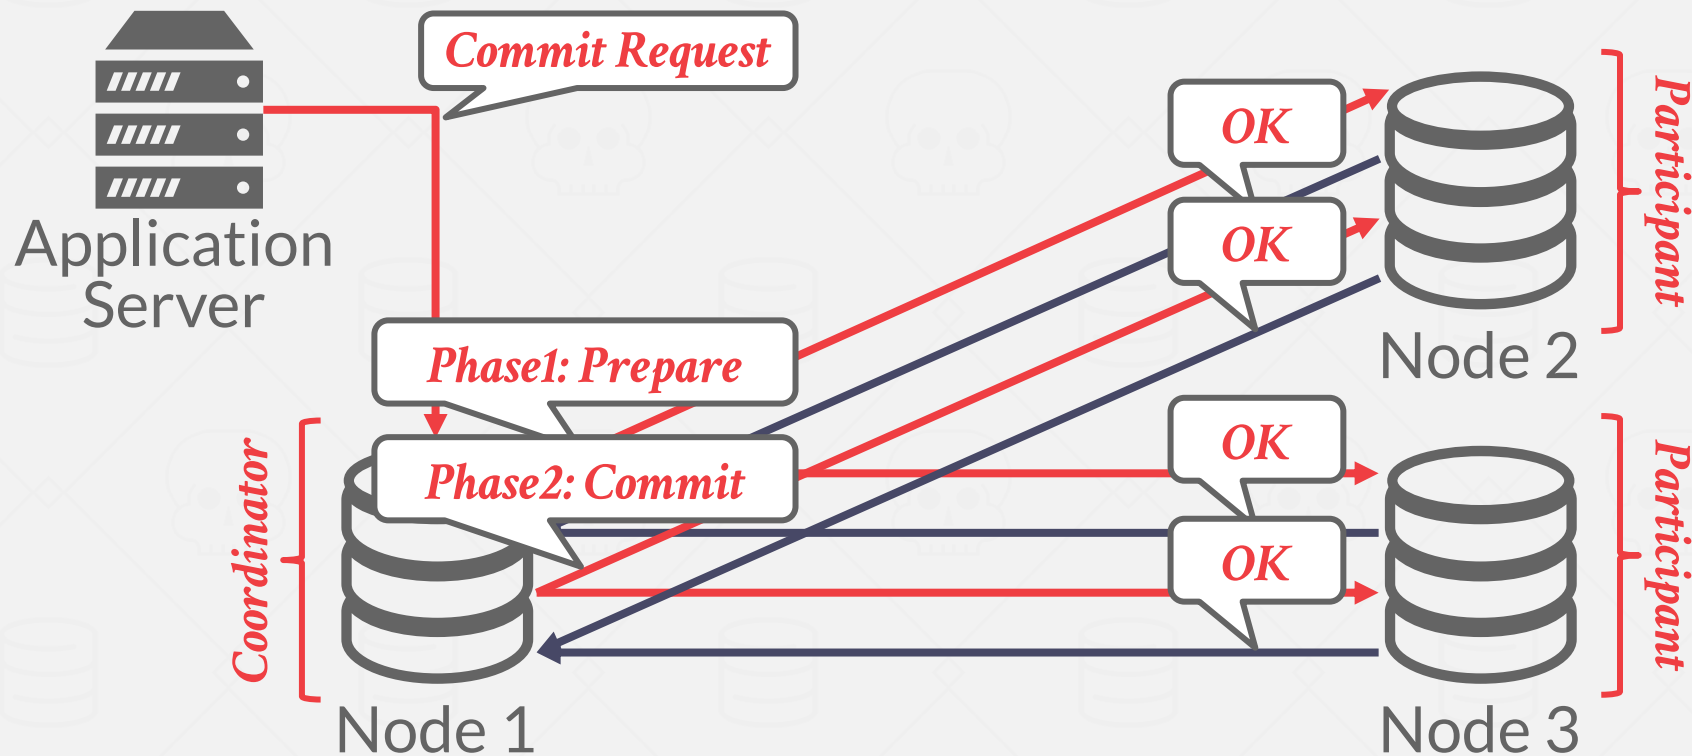 Commit Request
OK
Participant
OK
Application
Server
Node 2
Phase1: Prepare
OK
Participant
Coordinator
Phase2: Commit
OK
Node 1
Node 3